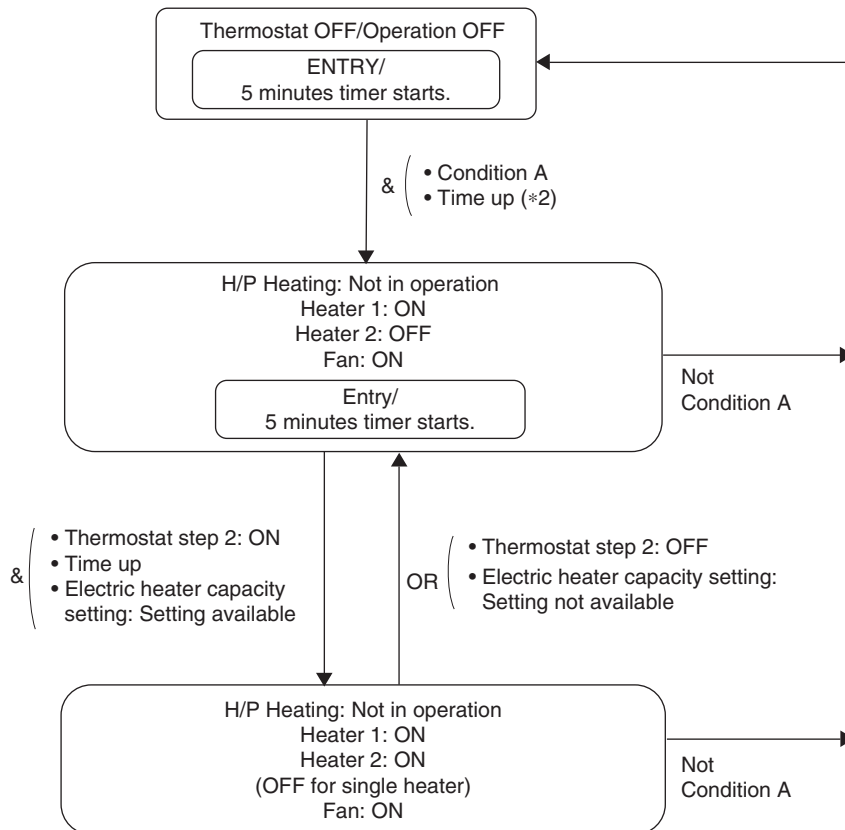 Thermostat OFF/Operation OFF
ENTRY/
5 minutes timer starts.
&
• Condition A
• Time up (*2)
H/P Heating: Not in operation
Heater 1: ON
Heater 2: OFF
Fan: ON
Entry/
5 minutes timer starts.
Not
Condition A
&
• Thermostat step 2: ON
• Time up
• Electric heater capacity
setting: Setting available
OR
• Thermostat step 2: OFF
• Electric heater capacity setting:
Setting not available
H/P Heating: Not in operation
Heater 1: ON
Heater 2: ON
(OFF for single heater)
Fan: ON
Not
Condition A